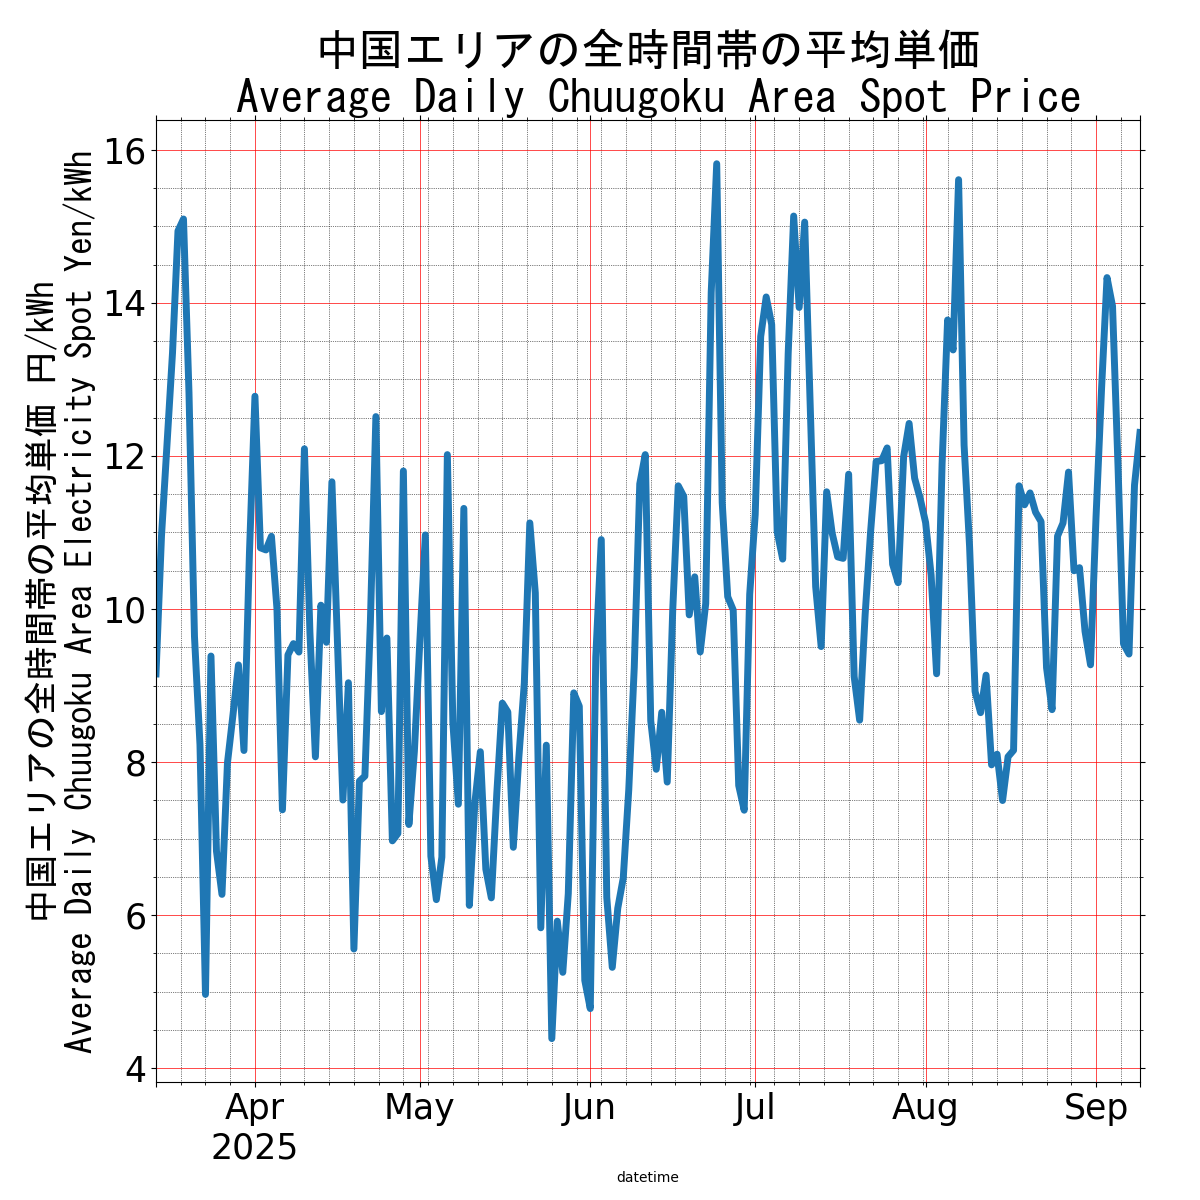 中国エリアの全時間帯の平均単価
Average Daily Chuugoku Area Spot Price
中国エリアの全時間帯の平均単価 円/kWh
Average Daily Chuugoku Area Electricity Spot Yen/kWh
16
14
12
10
8
6
4
Apr
2025
May
Jun
Jul
Aug
Sep
datetime